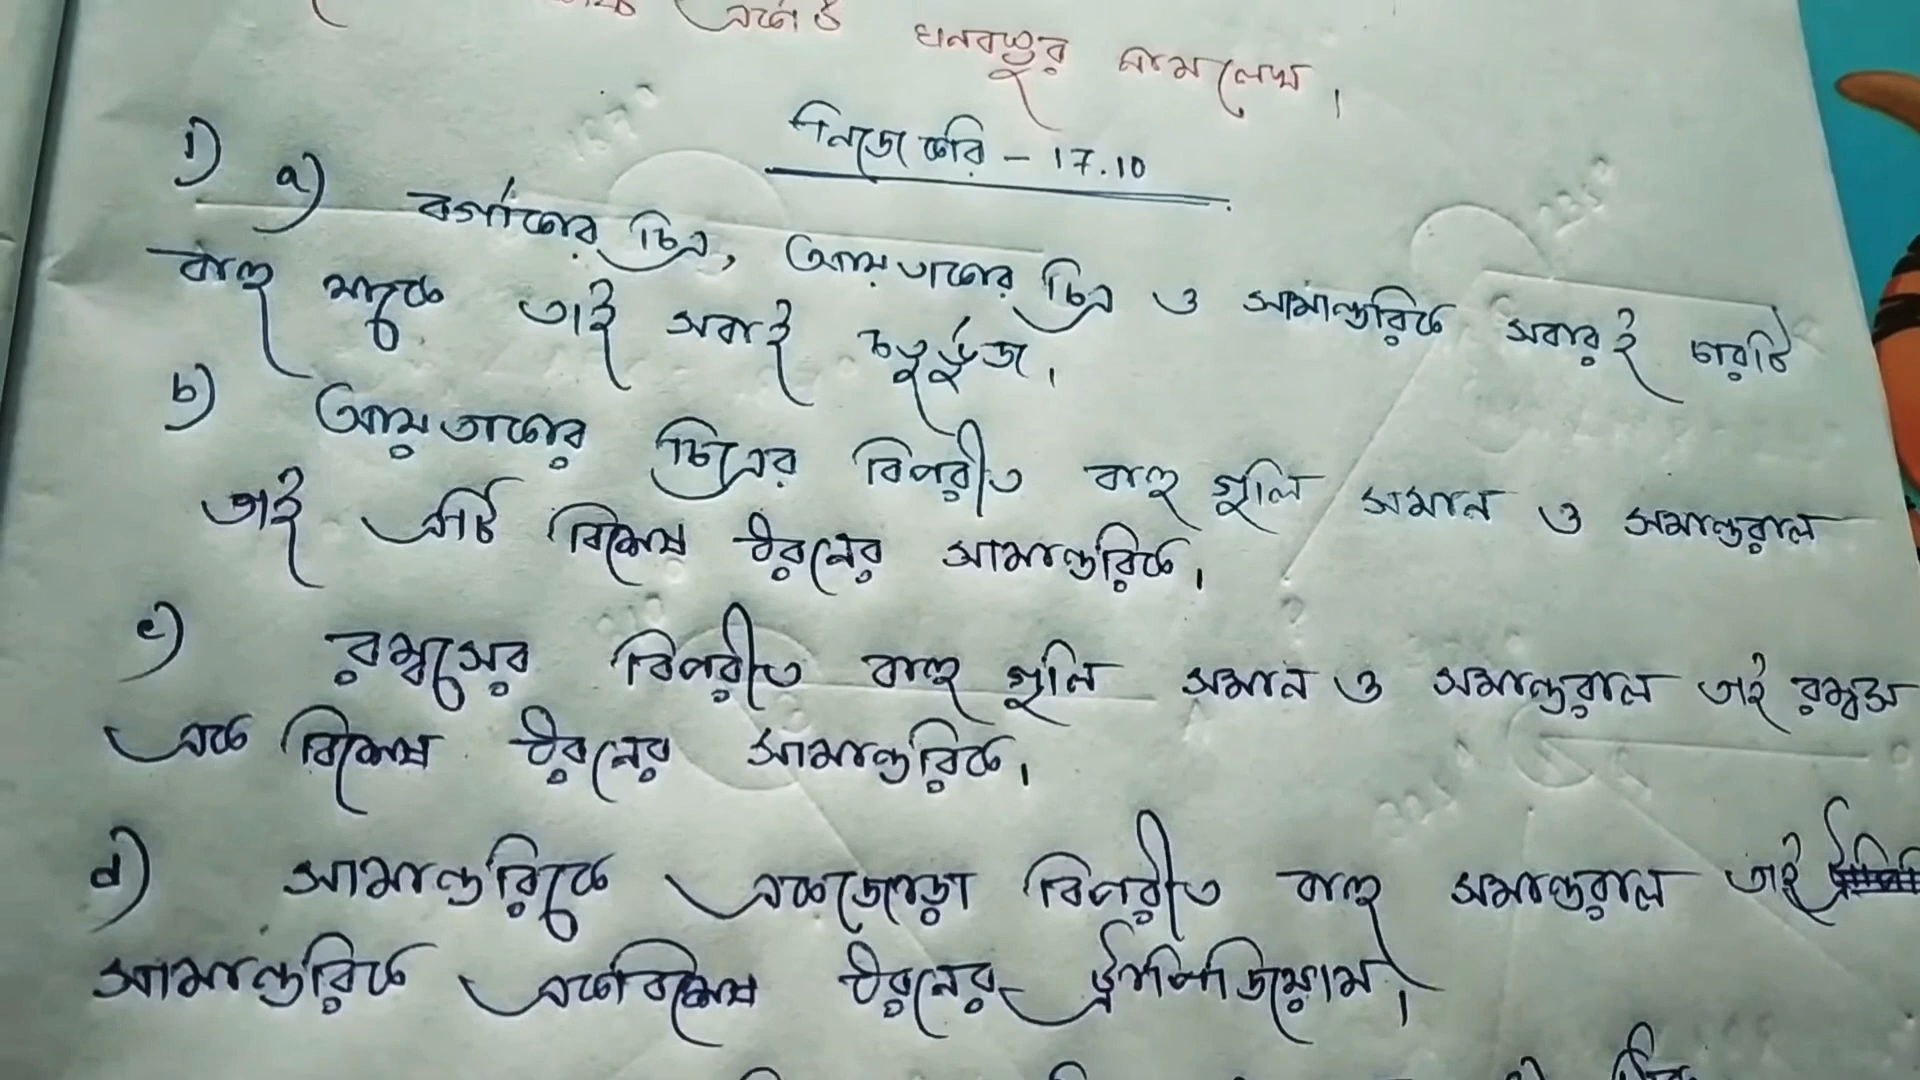 এক ও ঘনবস্তুর নাম লেখ।
নিজে করি – 17.10
1) a) বর্গাকার চিত্র, আয়তাকার চিত্র ও সামান্তরিক সবারই চারটি
বাহু আছে তাই সবাই চতুর্ভুজ।
b) আয়তাকার চিত্রের বিপরীত বাহু গুলি সমান ও সমান্তরাল
তাই এটি বিশেষ ধরনের সামান্তরিক।
c) রম্বসের বিপরীত বাহু গুলি সমান ও সমান্তরাল তাই রম্বস
এক বিশেষ ধরনের সামান্তরিক।
d) সামান্তরিকে একজোড়া বিপরীত বাহু সমান্তরাল তাই
সামান্তরিক একবিশেষ ধরনের ট্রাপিজিয়াম।